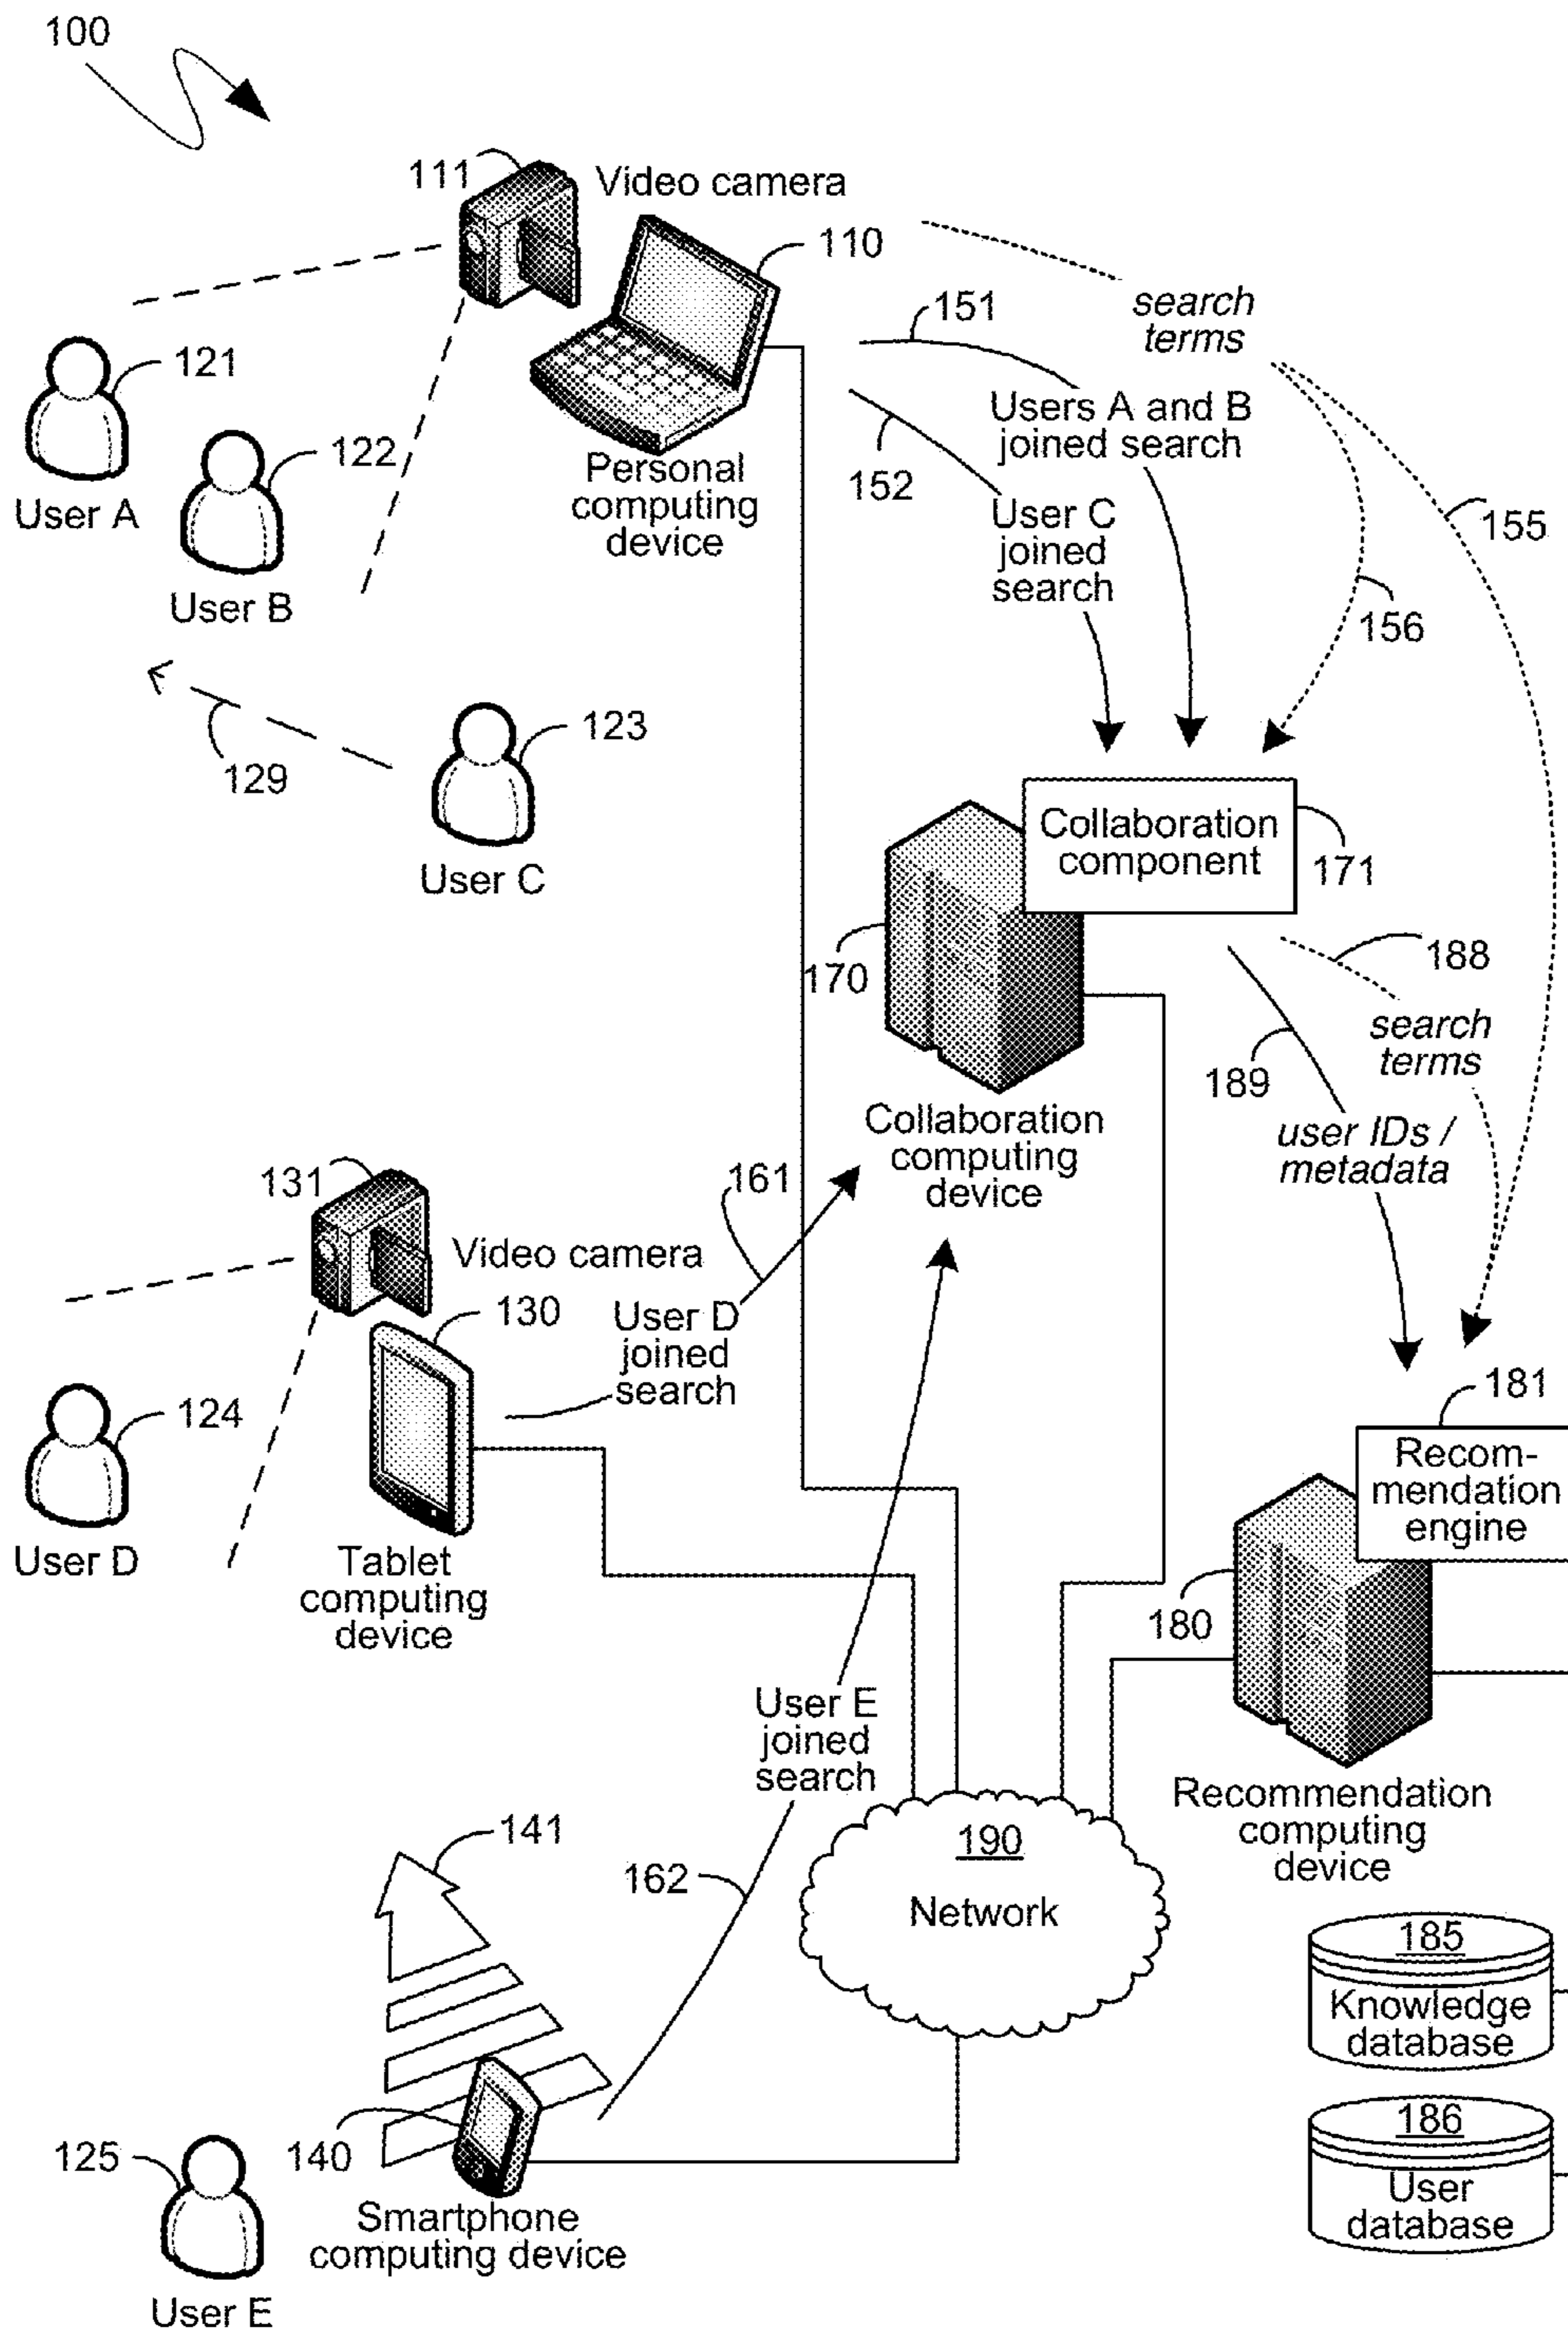 100
111
Video camera
110
search
terms
151
121
Users A and B
joined search
122
152
Personal
computing
device
User A
User C
joined
search
155
User B
156
123
129
Collaboration
component
171
User C
170
188
search
terms
189
Collaboration
computing
device
user IDs /
metadata
131
161
Video camera
130
User D
joined
search
181
124
Recom-
mendation
engine
User D
Tablet
computing
device
180
User E
joined
search
Recommendation
computing
device
141
162
190
Network
185
Knowledge
database
186
User
database
125
140
Smartphone
computing device
User E